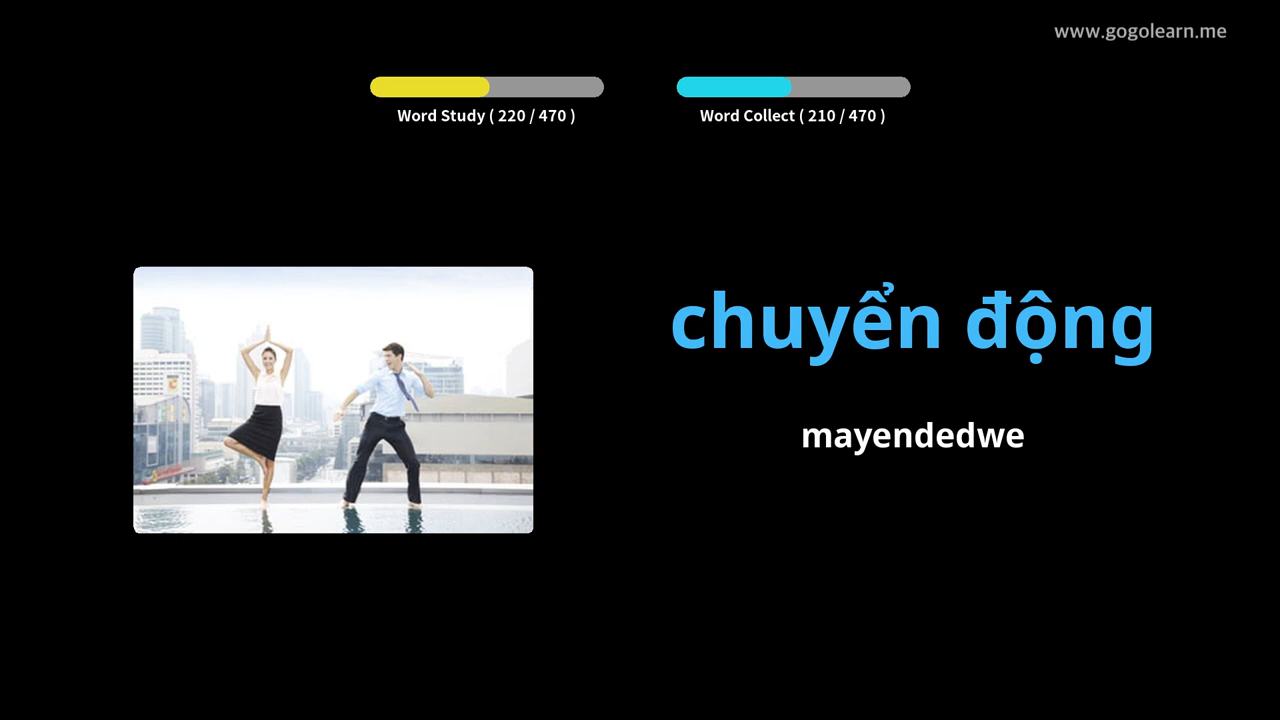 www.gogolearn.me
Word Study ( 220 / 470 )
Word Collect ( 210 / 470 )
chuyển động
mayendedwe